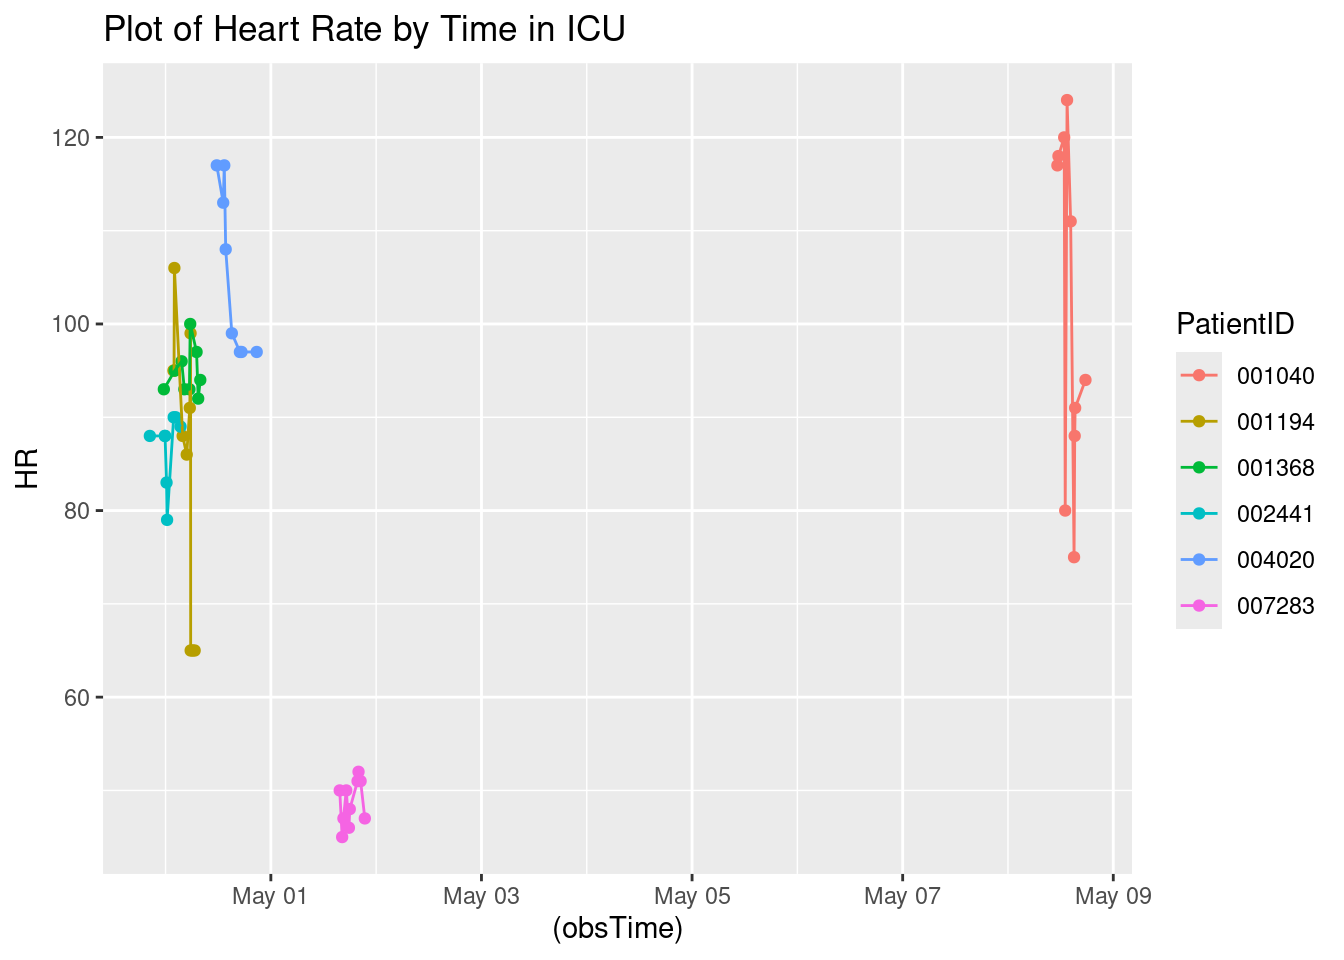 Plot of Heart Rate by Time in ICU
120
100
80
60
HR
May 01
May 03
May 05
May 07
May 09
(obsTime)
PatientID
001040
001194
001368
002441
004020
007283